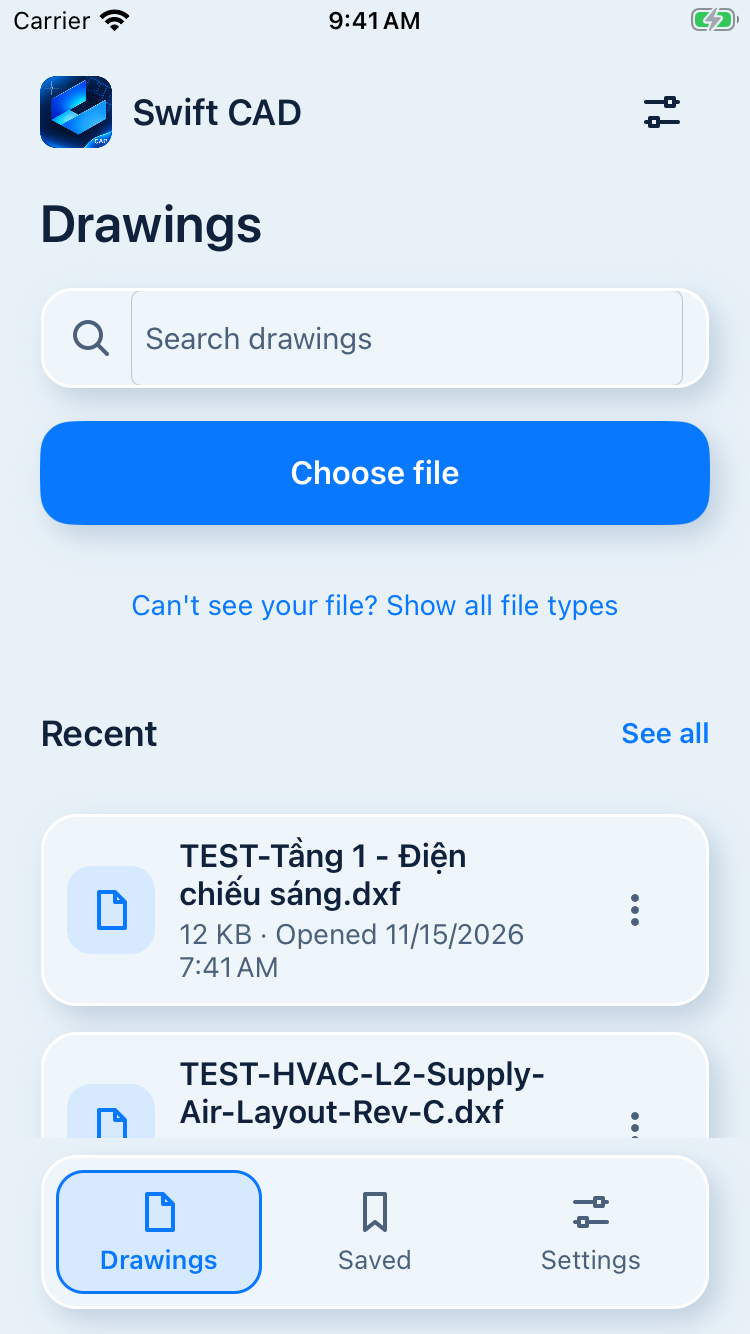 Carrier
9:41 AM
CAD
Swift CAD
Drawings
Search drawings
Choose file
Can't see your file? Show all file types
Recent
See all
TEST-Tầng 1 - Điện
chiếu sáng.dxf
12 KB · Opened 11/15/2026
7:41 AM
TEST-HVAC-L2-Supply-
Air-Layout-Rev-C.dxf
Drawings
Saved
Settings